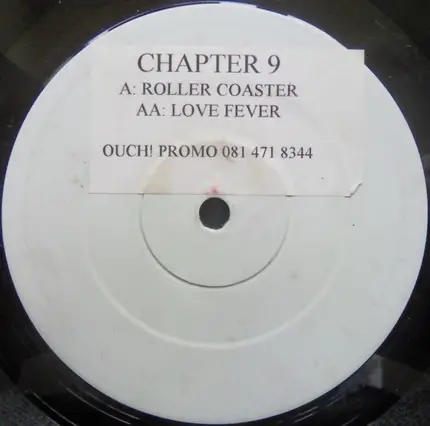 CHAPTER 9
A: ROLLER COASTER
AA: LOVE FEVER
OUCH! PROMO 081 471 8344